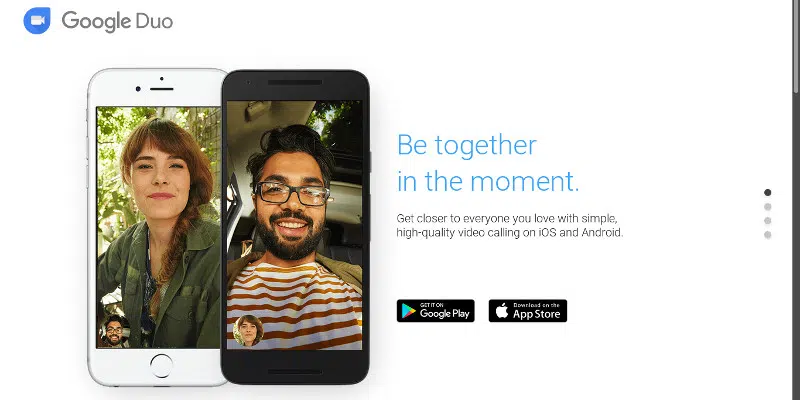 Google Duo
Be together
in the moment.
Get closer to everyone you love with simple,
high-quality video calling on iOS and Android.
GET IT ON
Google Play
Download on the
App Store